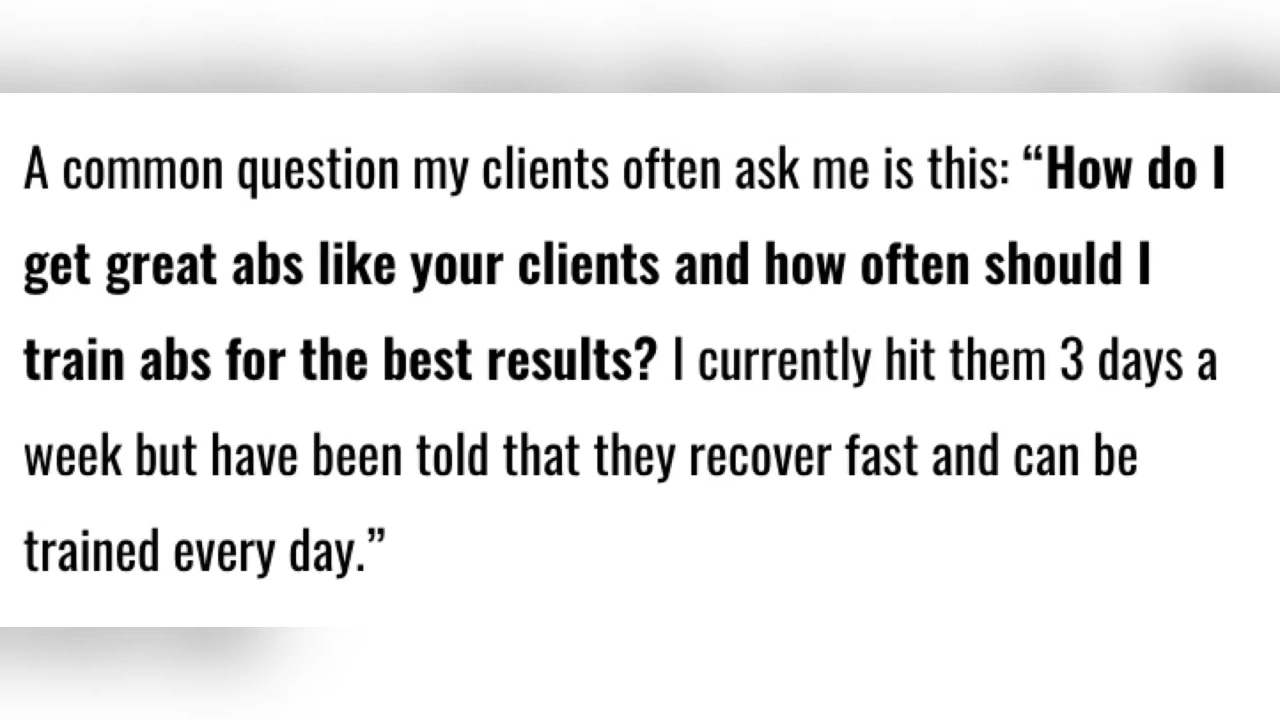 A common question my clients often ask me is this: “How do I
get great abs like your clients and how often should I
train abs for the best results? I currently hit them 3 days a
week but have been told that they recover fast and can be
trained every day.”